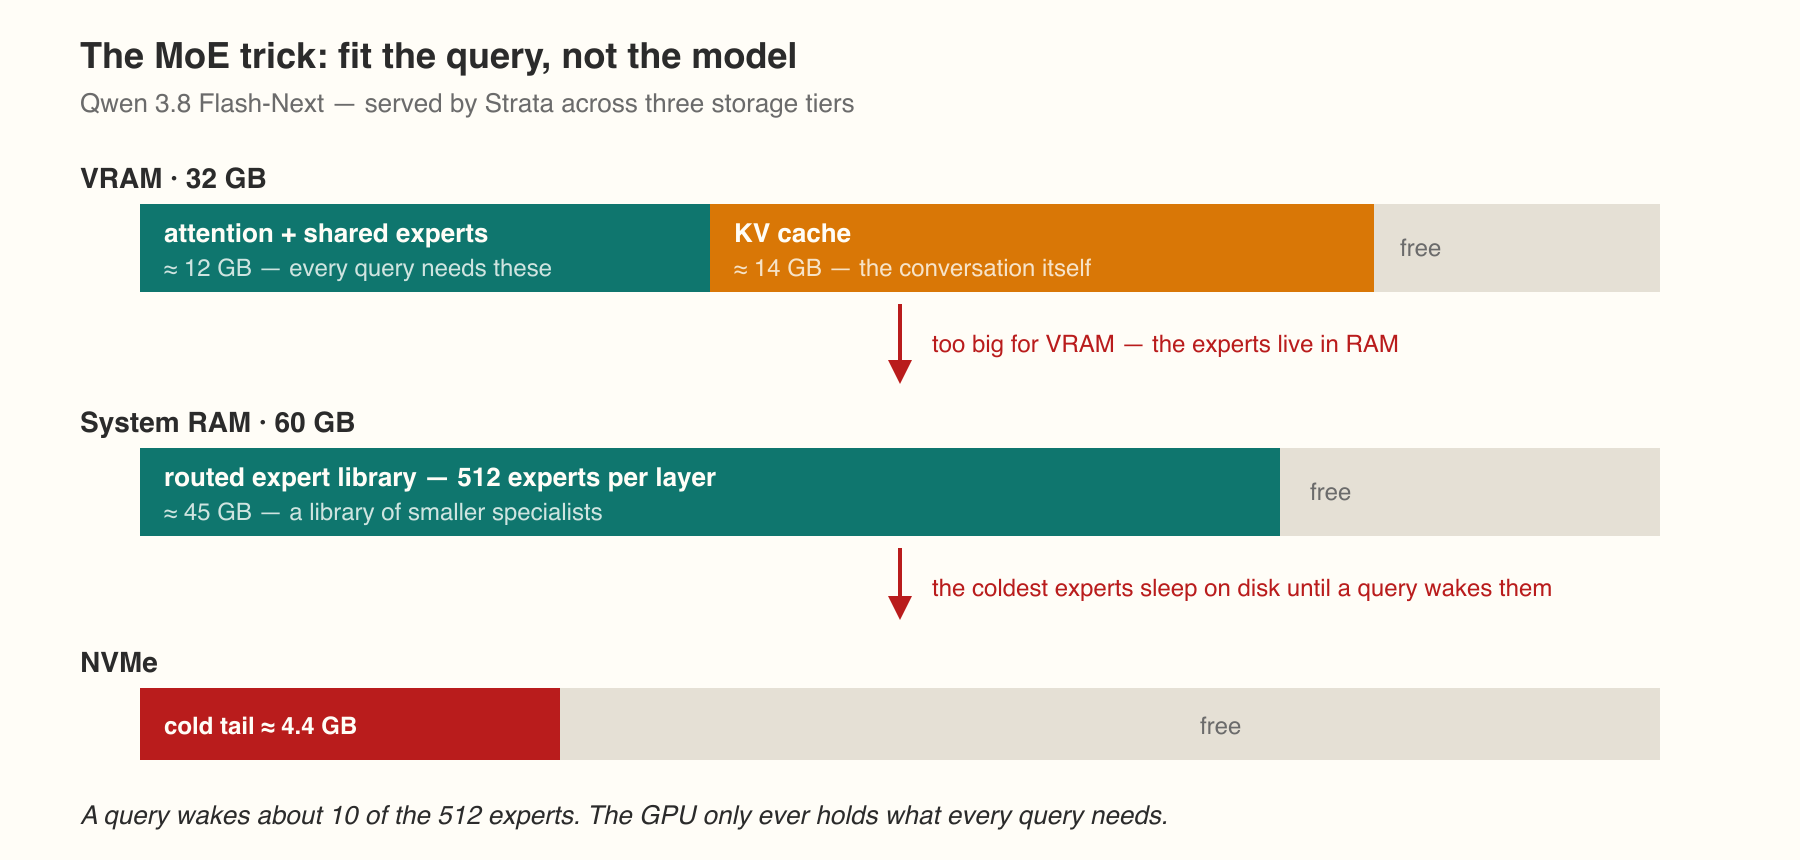 The MoE trick: fit the query, not the model
Qwen 3.8 Flash-Next — served by Strata across three storage tiers
VRAM · 32 GB
attention + shared experts
≈ 12 GB — every query needs these
KV cache
≈ 14 GB — the conversation itself
free
too big for VRAM — the experts live in RAM
System RAM · 60 GB
routed expert library — 512 experts per layer
≈ 45 GB — a library of smaller specialists
free
the coldest experts sleep on disk until a query wakes them
NVMe
cold tail ≈ 4.4 GB
free
A query wakes about 10 of the 512 experts. The GPU only ever holds what every query needs.